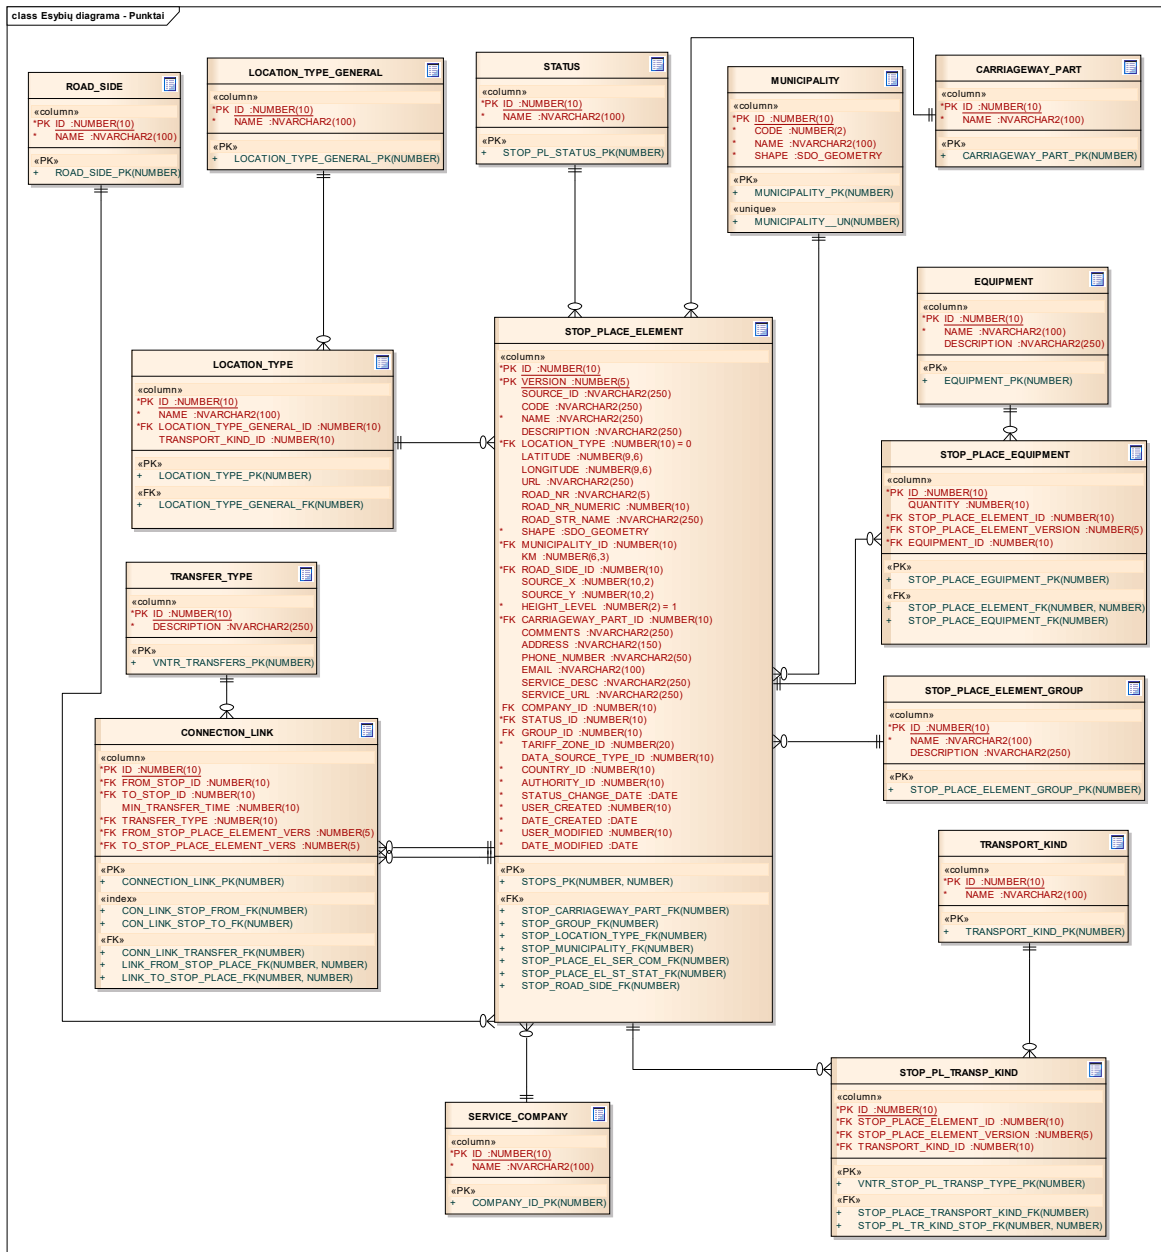 class Esybių diagrama - Punktai
ROAD_SIDE
«column»
*PK ID :NUMBER(10)
* NAME :NVARCHAR2(100)
«PK»
+ ROAD_SIDE_PK(NUMBER)
LOCATION_TYPE_GENERAL
«column»
*PK ID :NUMBER(10)
* NAME :NVARCHAR2(100)
«PK»
+ LOCATION_TYPE_GENERAL_PK(NUMBER)
STATUS
«column»
*PK ID :NUMBER(10)
* NAME :NVARCHAR2(100)
«PK»
+ STOP_PL_STATUS_PK(NUMBER)
MUNICIPALITY
«column»
*PK ID :NUMBER(10)
* CODE :NUMBER(2)
* NAME :NVARCHAR2(100)
* SHAPE :SDO_GEOMETRY
«PK»
+ MUNICIPALITY_PK(NUMBER)
«unique»
+ MUNICIPALITY__UN(NUMBER)
CARRIAGEWAY_PART
«column»
*PK ID :NUMBER(10)
* NAME :NVARCHAR2(100)
«PK»
+ CARRIAGEWAY_PART_PK(NUMBER)
EQUIPMENT
«column»
*PK ID :NUMBER(10)
* NAME :NVARCHAR2(100)
DESCRIPTION :NVARCHAR2(250)
«PK»
+ EQUIPMENT_PK(NUMBER)
LOCATION_TYPE
«column»
*PK ID :NUMBER(10)
* NAME :NVARCHAR2(100)
*FK LOCATION_TYPE_GENERAL_ID :NUMBER(10)
TRANSPORT_KIND_ID :NUMBER(10)
«PK»
+ LOCATION_TYPE_PK(NUMBER)
«FK»
+ LOCATION_TYPE_GENERAL_FK(NUMBER)
STOP_PLACE_ELEMENT
«column»
*PK ID :NUMBER(10)
*PK VERSION :NUMBER(5)
SOURCE_ID :NVARCHAR2(250)
CODE :NVARCHAR2(250)
* NAME :NVARCHAR2(250)
DESCRIPTION :NVARCHAR2(250)
*FK LOCATION_TYPE :NUMBER(10) = 0
LATITUDE :NUMBER(9,6)
LONGITUDE :NUMBER(9,6)
URL :NVARCHAR2(250)
ROAD_NR :NVARCHAR2(5)
ROAD_NR_NUMERIC :NUMBER(10)
ROAD_STR_NAME :NVARCHAR2(250)
* SHAPE :SDO_GEOMETRY
*FK MUNICIPALITY_ID :NUMBER(10)
KM :NUMBER(6,3)
*FK ROAD_SIDE_ID :NUMBER(10)
SOURCE_X :NUMBER(10,2)
SOURCE_Y :NUMBER(10,2)
* HEIGHT_LEVEL :NUMBER(2) = 1
*FK CARRIAGEWAY_PART_ID :NUMBER(10)
COMMENTS :NVARCHAR2(250)
ADDRESS :NVARCHAR2(150)
PHONE_NUMBER :NVARCHAR2(50)
EMAIL :NVARCHAR2(100)
SERVICE_DESC :NVARCHAR2(250)
SERVICE_URL :NVARCHAR2(250)
FK COMPANY_ID :NUMBER(10)
*FK STATUS_ID :NUMBER(10)
FK GROUP_ID :NUMBER(10)
* TARIFF_ZONE_ID :NUMBER(20)
DATA_SOURCE_TYPE_ID :NUMBER(10)
* COUNTRY_ID :NUMBER(10)
* AUTHORITY_ID :NUMBER(10)
* STATUS_CHANGE_DATE :DATE
* USER_CREATED :NUMBER(10)
* DATE_CREATED :DATE
* USER_MODIFIED :NUMBER(10)
* DATE_MODIFIED :DATE
«PK»
+ STOPS_PK(NUMBER, NUMBER)
«FK»
+ STOP_CARRIAGEWAY_PART_FK(NUMBER)
+ STOP_GROUP_FK(NUMBER)
+ STOP_LOCATION_TYPE_FK(NUMBER)
+ STOP_MUNICIPALITY_FK(NUMBER)
+ STOP_PLACE_EL_SER_COM_FK(NUMBER)
+ STOP_PLACE_EL_ST_STAT_FK(NUMBER)
+ STOP_ROAD_SIDE_FK(NUMBER)
STOP_PLACE_EQUIPMENT
«column»
*PK ID :NUMBER(10)
QUANTITY :NUMBER(10)
*FK STOP_PLACE_ELEMENT_ID :NUMBER(10)
*FK STOP_PLACE_ELEMENT_VERSION :NUMBER(5)
*FK EQUIPMENT_ID :NUMBER(10)
«PK»
+ STOP_PLACE_EGUIPMENT_PK(NUMBER)
«FK»
+ STOP_PLACE_ELEMENT_FK(NUMBER, NUMBER)
+ STOP_PLACE_EQUIPMENT_FK(NUMBER)
TRANSFER_TYPE
«column»
*PK ID :NUMBER(10)
* DESCRIPTION :NVARCHAR2(250)
«PK»
+ VNTR_TRANSFERS_PK(NUMBER)
STOP_PLACE_ELEMENT_GROUP
«column»
*PK ID :NUMBER(10)
* NAME :NVARCHAR2(100)
DESCRIPTION :NVARCHAR2(250)
«PK»
+ STOP_PLACE_ELEMENT_GROUP_PK(NUMBER)
CONNECTION_LINK
«column»
*PK ID :NUMBER(10)
*FK FROM_STOP_ID :NUMBER(10)
*FK TO_STOP_ID :NUMBER(10)
MIN_TRANSFER_TIME :NUMBER(10)
*FK TRANSFER_TYPE :NUMBER(10)
*FK FROM_STOP_PLACE_ELEMENT_VERS :NUMBER(5)
*FK TO_STOP_PLACE_ELEMENT_VERS :NUMBER(5)
«PK»
+ CONNECTION_LINK_PK(NUMBER)
«index»
+ CON_LINK_STOP_FROM_FK(NUMBER)
+ CON_LINK_STOP_TO_FK(NUMBER)
«FK»
+ CONN_LINK_TRANSFER_FK(NUMBER)
+ LINK_FROM_STOP_PLACE_FK(NUMBER, NUMBER)
+ LINK_TO_STOP_PLACE_FK(NUMBER, NUMBER)
TRANSPORT_KIND
«column»
*PK ID :NUMBER(10)
* NAME :NVARCHAR2(100)
«PK»
+ TRANSPORT_KIND_PK(NUMBER)
SERVICE_COMPANY
«column»
*PK ID :NUMBER(10)
* NAME :NVARCHAR2(100)
«PK»
+ COMPANY_ID_PK(NUMBER)
STOP_PL_TRANSP_KIND
«column»
*PK ID :NUMBER(10)
*FK STOP_PLACE_ELEMENT_ID :NUMBER(10)
*FK STOP_PLACE_ELEMENT_VERSION :NUMBER(5)
*FK TRANSPORT_KIND_ID :NUMBER(10)
«PK»
+ VNTR_STOP_PL_TRANSP_TYPE_PK(NUMBER)
«FK»
+ STOP_PLACE_TRANSPORT_KIND_FK(NUMBER)
+ STOP_PL_TR_KIND_STOP_FK(NUMBER, NUMBER)